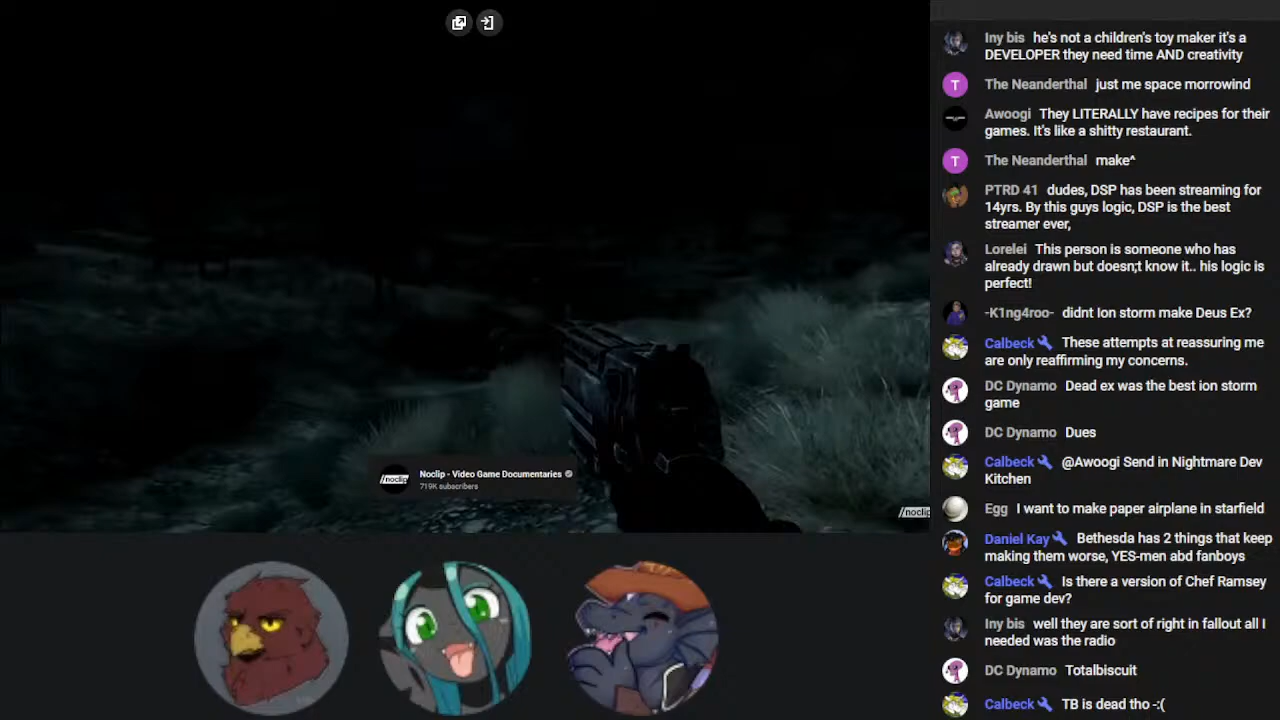 Iny bis he's not a children's toy maker it's a
DEVELOPER they need time AND creativity
T The Neanderthal just me space morrowind
Awoogi They LITERALLY have recipes for their
games. It's like a shitty restaurant.
T The Neanderthal make^
PTRD 41 dudes, DSP has been streaming for
14yrs. By this guys logic, DSP is the best
streamer ever,
Lorelei This person is someone who has
already drawn but doesn;t know it.. his logic is
perfect!
-K1ng4roo- didnt Ion storm make Deus Ex?
Calbeck These attempts at reassuring me
are only reaffirming my concerns.
DC Dynamo Dead ex was the best ion storm
game
DC Dynamo Dues
Calbeck @Awoogi Send in Nightmare Dev
Kitchen
Egg I want to make paper airplane in starfield
Daniel Kay Bethesda has 2 things that keep
making them worse, YES-men abd fanboys
Calbeck Is there a version of Chef Ramsey
for game dev?
Iny bis well they are sort of right in fallout all I
needed was the radio
DC Dynamo Totalbiscuit
Calbeck TB is dead tho -:(
/noclip
Noclip - Video Game Documentaries
719K subscribers
/noclip